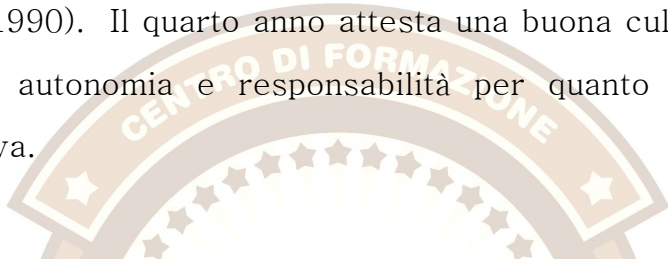 1990). Il quarto anno attesta una buona cul
autonomia e responsabilità per quanto
va.
CENTRO DI FORMAZIONE